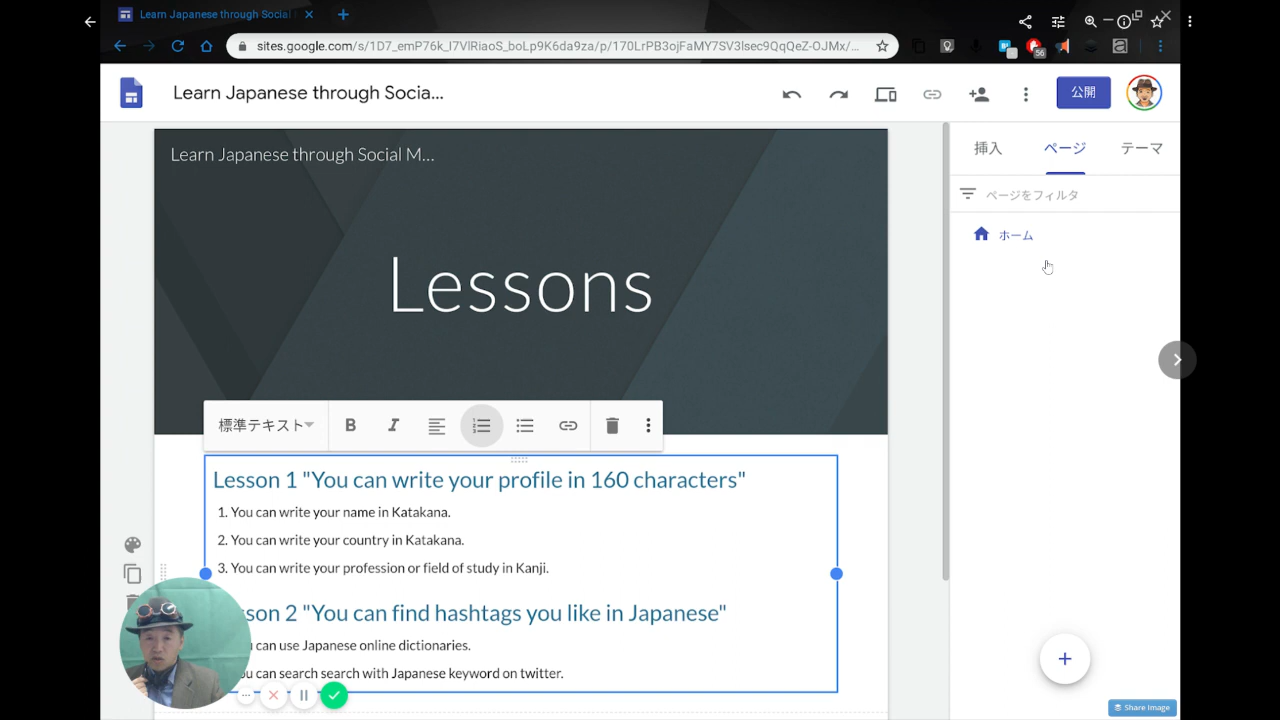 Learn Japanese through Social
sites.google.com/s/1D7_emP76k_I7VIRiaoS_boLp9K6da9za/p/170LrPB3ojFaMY7SV3Isec9QqQeZ-OJMx/...
56
Learn Japanese through Socia...
公開
Learn Japanese through Social M...
挿入
ページ
テーマ
ページをフィルタ
ホーム
Lessons
標準テキスト
B
I
Lesson 1 "You can write your profile in 160 characters"
1. You can write your name in Katakana.
2. You can write your country in Katakana.
3. You can write your profession or field of study in Kanji.
son 2 "You can find hashtags you like in Japanese"
can use Japanese online dictionaries.
can search search with Japanese keyword on twitter.
Share Image